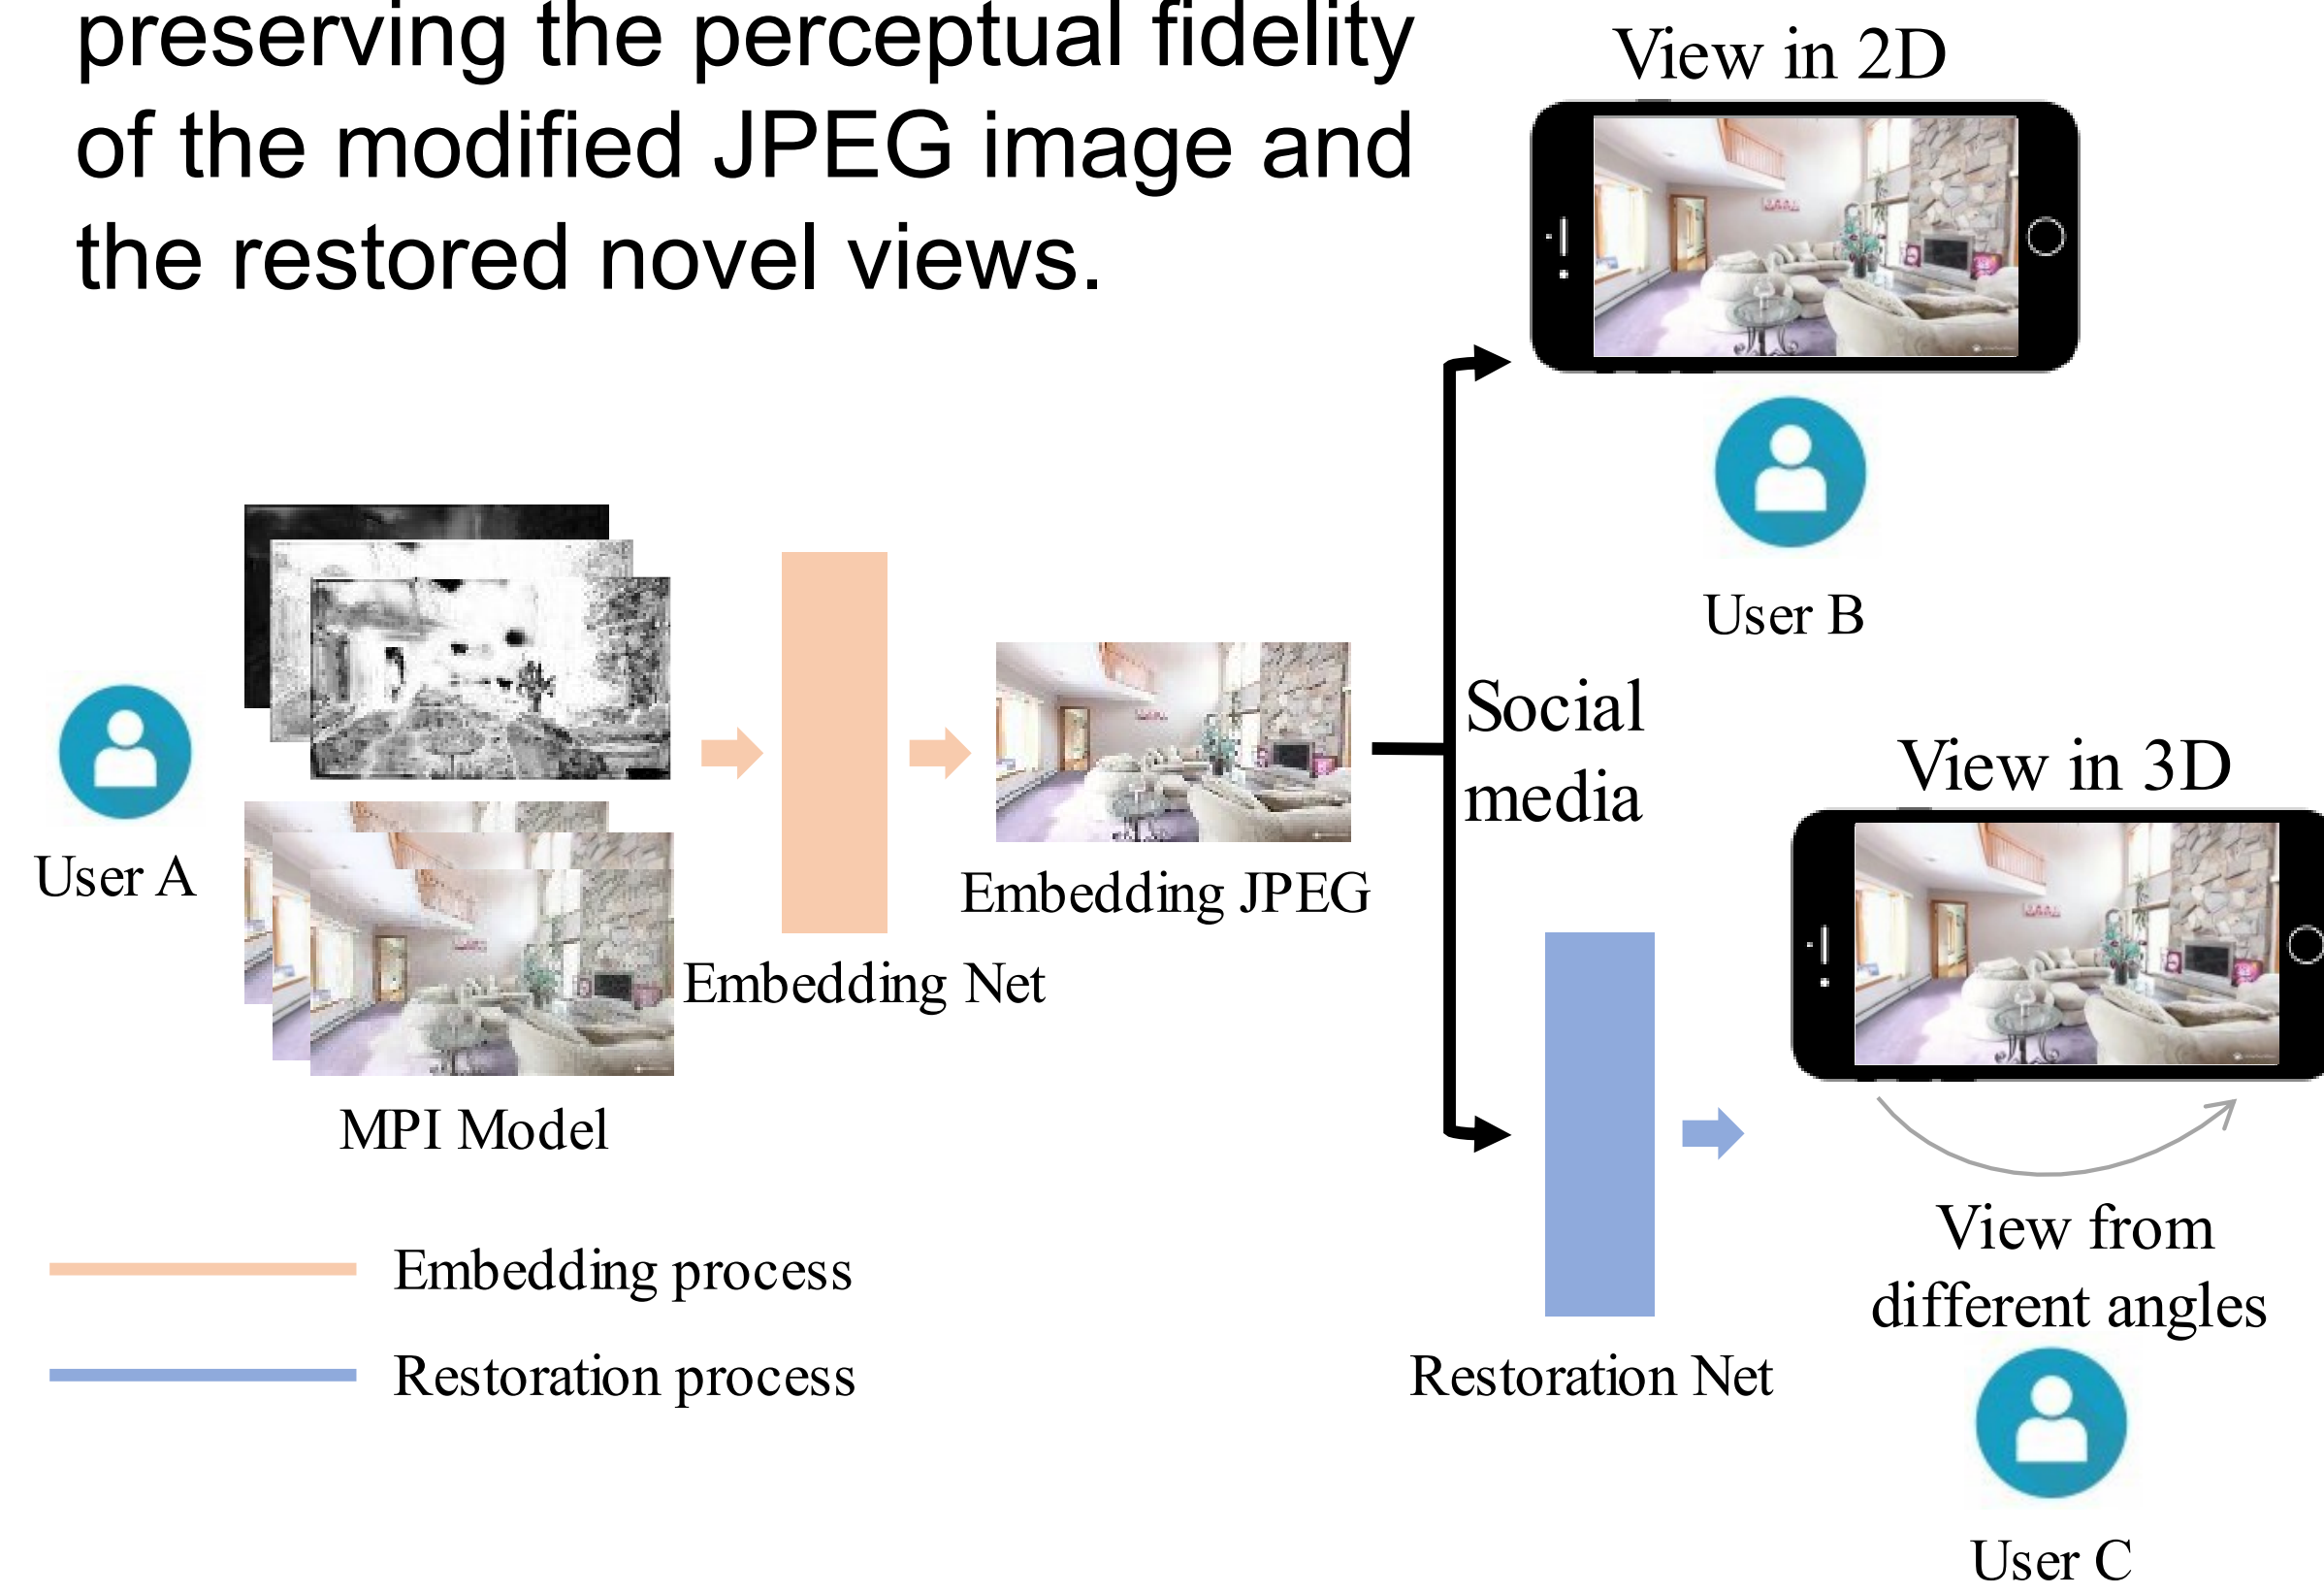 preserving the perceptual fidelity
of the modified JPEG image and
the restored novel views.
View in 2D
User B
Social
media
View in 3D
User A
Embedding JPEG
Embedding Net
MPI Model
View from
different angles
Embedding process
Restoration process
Restoration Net
User C